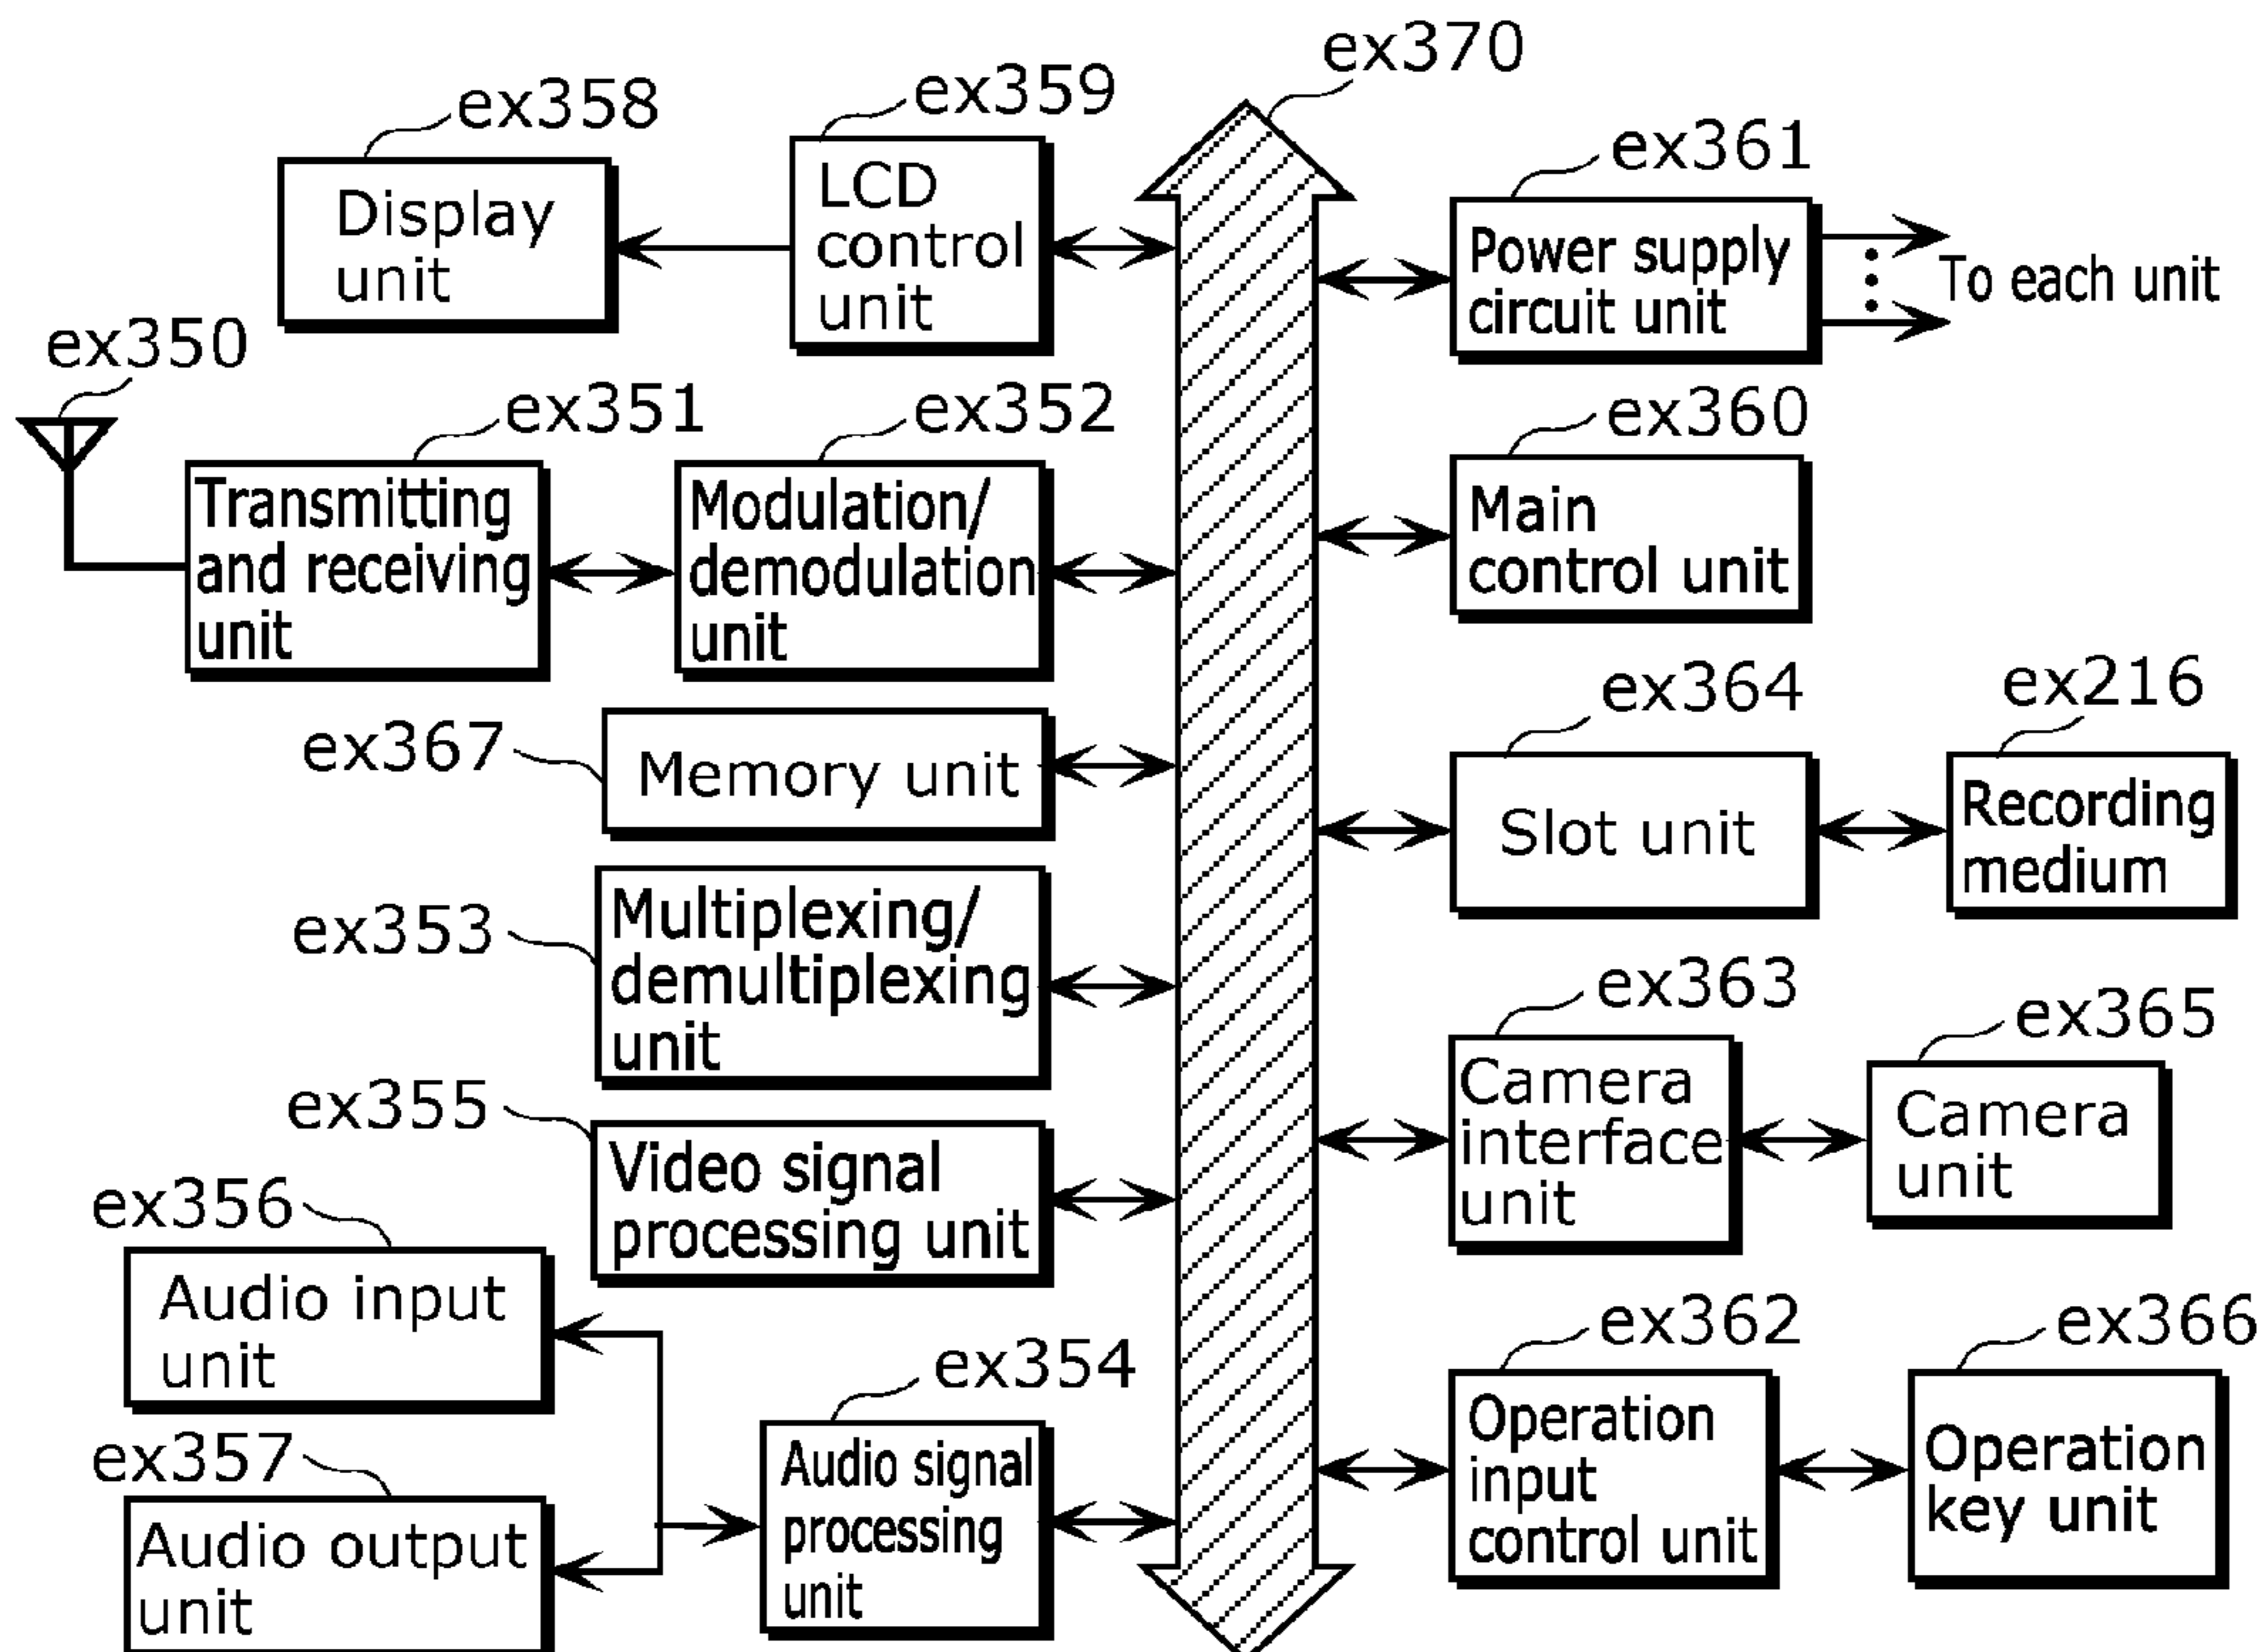 ex370
ex358
ex359
ex361
Display
unit
LCD
control
unit
Power supply
circuit unit
To each unit
ex350
ex351
ex352
ex360
Transmitting
and receiving
unit
Modulation/
demodulation
unit
Main
control unit
ex364
ex216
ex367
Memory unit
Slot unit
Recording
medium
ex353
Multiplexing/
demultiplexing
unit
ex363
ex365
Camera
interface
unit
Camera
unit
ex355
Video signal
processing unit
ex356
Audio input
unit
ex354
ex362
ex366
ex357
Audio output
unit
Audio signal
processing
unit
Operation
input
control unit
Operation
key unit